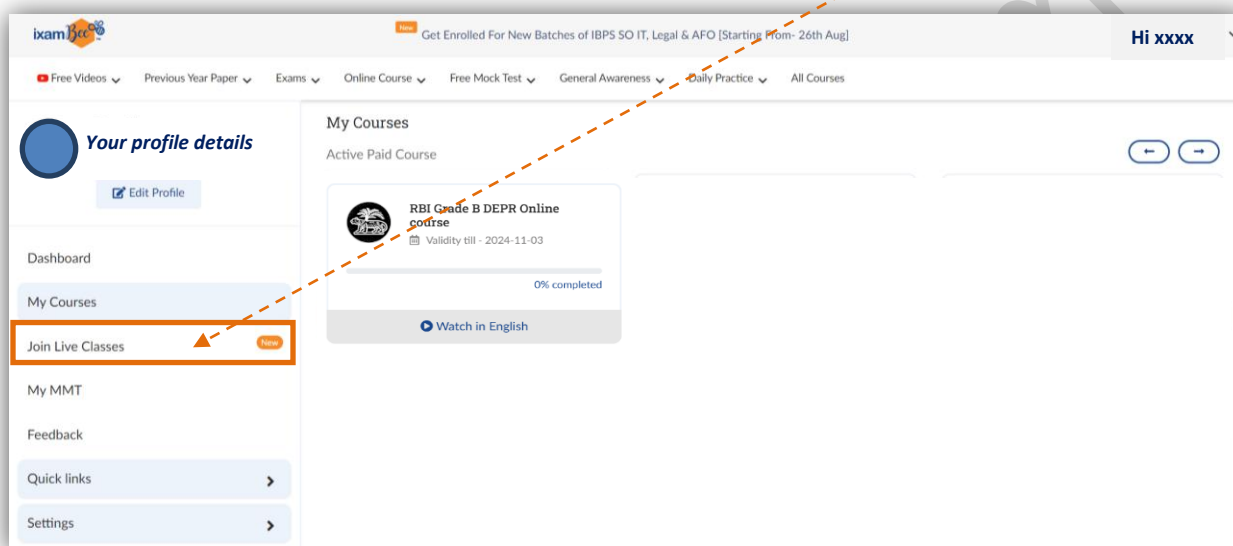 ixamBee
New Get Enrolled For New Batches of IBPS SO IT, Legal & AFO [Starting From- 26th Aug]
Hi xxxx
Free Videos Previous Year Paper Exams Online Course Free Mock Test General Awareness Daily Practice All Courses
Your profile details
Edit Profile
Dashboard
My Courses
Join Live Classes New
My MMT
Feedback
Quick links
Settings
My Courses
Active Paid Course
RBI Grade B DEPR Online
course
Validity till - 2024-11-03
0% completed
Watch in English